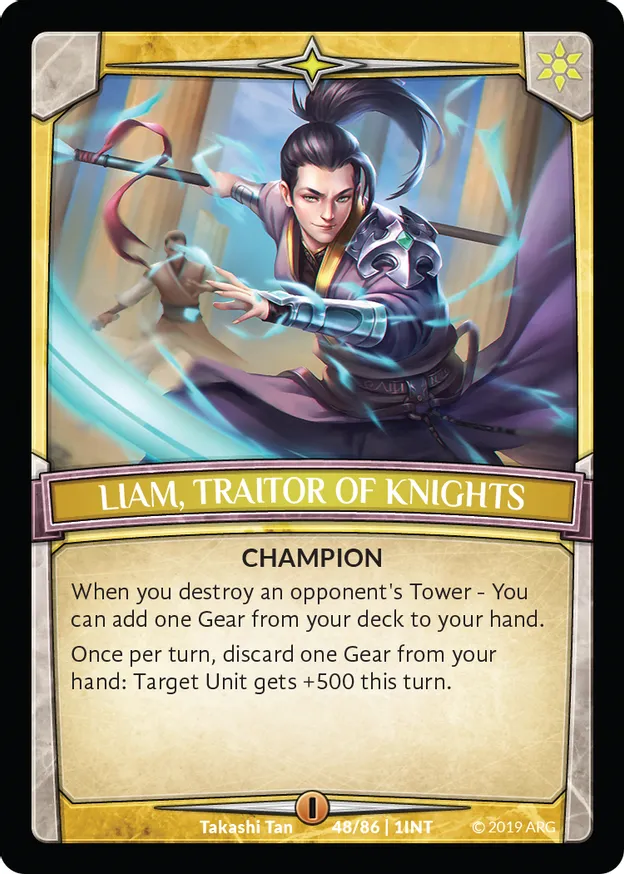 LIAM, TRAITOR OF KNIGHTS
CHAMPION
When you destroy an opponent's Tower - You
can add one Gear from your deck to your hand.
Once per turn, discard one Gear from your
hand: Target Unit gets +500 this turn.
I
Takashi Tan 48/86 | 1INT © 2019 ARG